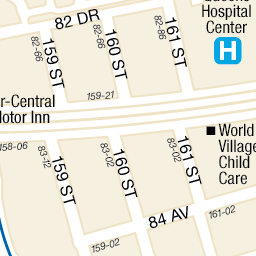 82 DR
Hospital
Center
H
82-66
82-66
82-86
159 ST
160 ST
161 ST
r-Central
Motor Inn
159-21
158-06
83-12
83-02
83-02
159 ST
160 ST
161 ST
World
Village
Child
Care
84 AV
161-02
159-02